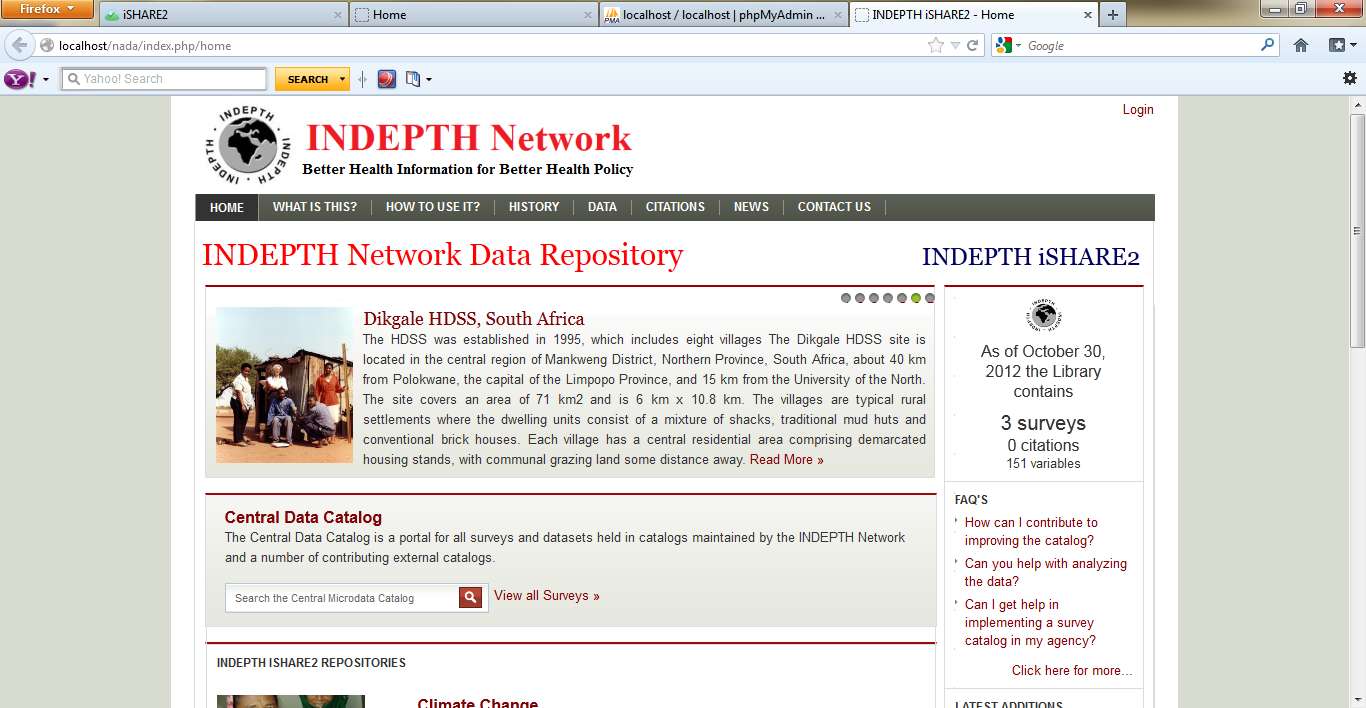 Firefox
iSHARE2
Home
localhost / localhost | phpMyAdmin ...
INDEPTH iSHARE2 - Home
localhost/nada/index.php/home
Google
Yahoo! Search
SEARCH
Login
INDEPTH INDEPTH INDEPTH
INDEPTH Network
Better Health Information for Better Health Policy
HOME
WHAT IS THIS?
HOW TO USE IT?
HISTORY
DATA
CITATIONS
NEWS
CONTACT US
INDEPTH Network Data Repository
INDEPTH iSHARE2
Dikgale HDSS, South Africa
The HDSS was established in 1995, which includes eight villages The Dikgale HDSS site is
located in the central region of Mankweng District, Northern Province, South Africa, about 40 km
from Polokwane, the capital of the Limpopo Province, and 15 km from the University of the North.
The site covers an area of 71 km2 and is 6 km x 10.8 km. The villages are typical rural
settlements where the dwelling units consist of a mixture of shacks, traditional mud huts and
conventional brick houses. Each village has a central residential area comprising demarcated
housing stands, with communal grazing land some distance away. Read More »
INDEPTH INDEPTH INDEPTH
As of October 30,
2012 the Library
contains
3 surveys
0 citations
151 variables
Central Data Catalog
The Central Data Catalog is a portal for all surveys and datasets held in catalogs maintained by the INDEPTH Network
and a number of contributing external catalogs.
Search the Central Microdata Catalog
View all Surveys »
FAQ'S
How can I contribute to
improving the catalog?
Can you help with analyzing
the data?
Can I get help in
implementing a survey
catalog in my agency?
Click here for more...
INDEPTH ISHARE2 REPOSITORIES
Climate Change
LATEST ADDITIONS